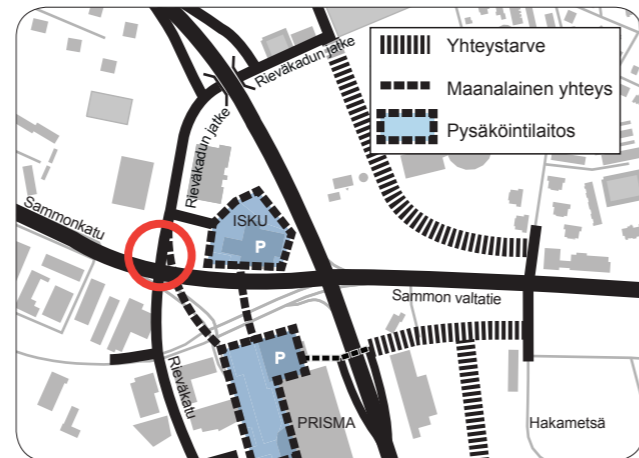 Yhteystarve
Maanalainen yhteys
Pysäköintilaitos
Rieväkadun jatke
Rieväkadun jatke
ISKU
P
Sammonkatu
Sammon valtatie
Rieväkatu
P
PRISMA
Hakametsä